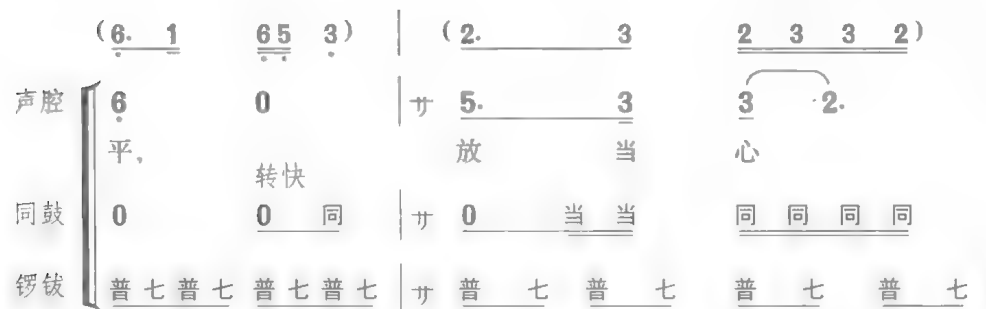 (6. 1 6 5 3) | (2. 3 2 3 3 2)
声腔 6 0 | サ 5. 3 3 2.
平， 放 当 心
转快
同鼓 0 0 同 | サ 0 当 当 同 同 同 同
锣钹 普 七 普 七 普 七 普 七 | サ 普 七 普 七 普 七 普 七